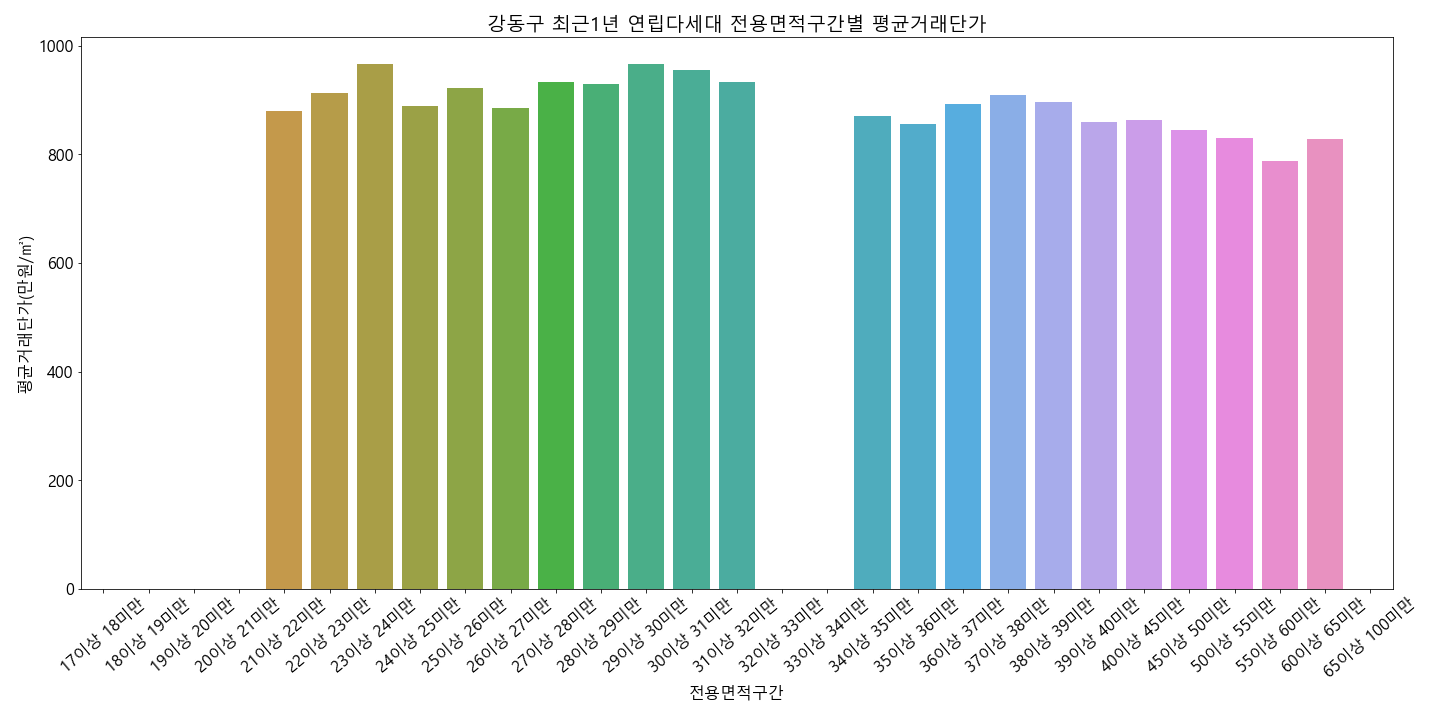 강동구 최근1년 연립다세대 전용면적구간별 평균거래단가
1000
800
600
400
200
0
평균거래단가(만원/㎡)
17이상 18미만
18이상 19미만
19이상 20미만
20이상 21미만
21이상 22미만
22이상 23미만
23이상 24미만
24이상 25미만
25이상 26미만
26이상 27미만
27이상 28미만
28이상 29미만
29이상 30미만
30이상 31미만
31이상 32미만
32이상 33미만
33이상 34미만
34이상 35미만
35이상 36미만
36이상 37미만
37이상 38미만
38이상 39미만
39이상 40미만
40이상 45미만
45이상 50미만
50이상 55미만
55이상 60미만
60이상 65미만
65이상 100미만
전용면적구간